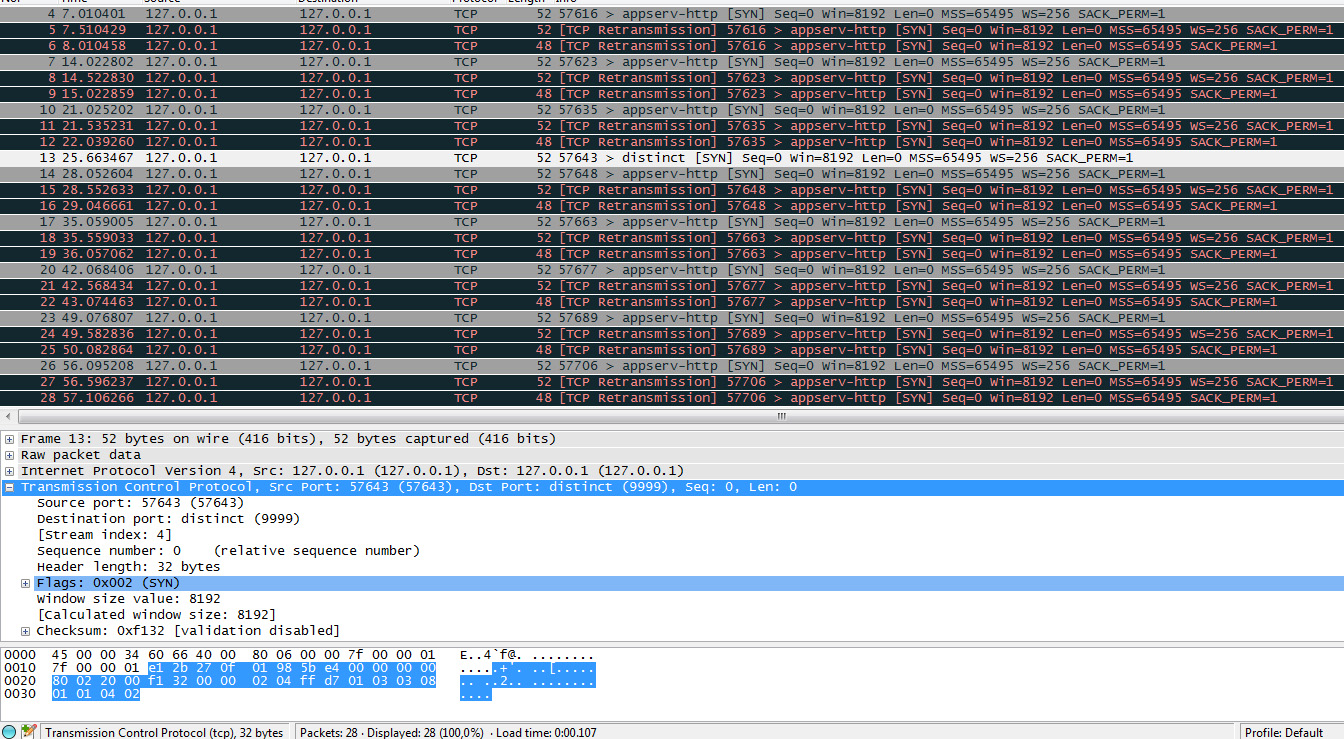 No. Time Source Destination Protocol Length Info
4 7.010401 127.0.0.1 127.0.0.1 TCP 52 57616 > appserv-http [SYN] Seq=0 Win=8192 Len=0 MSS=65495 WS=256 SACK_PERM=1
5 7.510429 127.0.0.1 127.0.0.1 TCP 52 [TCP Retransmission] 57616 > appserv-http [SYN] Seq=0 Win=8192 Len=0 MSS=65495 WS=256 SACK_PERM=1
6 8.010458 127.0.0.1 127.0.0.1 TCP 48 [TCP Retransmission] 57616 > appserv-http [SYN] Seq=0 Win=8192 Len=0 MSS=65495 SACK_PERM=1
7 14.022802 127.0.0.1 127.0.0.1 TCP 52 57623 > appserv-http [SYN] Seq=0 Win=8192 Len=0 MSS=65495 WS=256 SACK_PERM=1
8 14.522830 127.0.0.1 127.0.0.1 TCP 52 [TCP Retransmission] 57623 > appserv-http [SYN] Seq=0 Win=8192 Len=0 MSS=65495 WS=256 SACK_PERM=1
9 15.022859 127.0.0.1 127.0.0.1 TCP 48 [TCP Retransmission] 57623 > appserv-http [SYN] Seq=0 Win=8192 Len=0 MSS=65495 SACK_PERM=1
10 21.025202 127.0.0.1 127.0.0.1 TCP 52 57635 > appserv-http [SYN] Seq=0 Win=8192 Len=0 MSS=65495 WS=256 SACK_PERM=1
11 21.535231 127.0.0.1 127.0.0.1 TCP 52 [TCP Retransmission] 57635 > appserv-http [SYN] Seq=0 Win=8192 Len=0 MSS=65495 WS=256 SACK_PERM=1
12 22.039260 127.0.0.1 127.0.0.1 TCP 48 [TCP Retransmission] 57635 > appserv-http [SYN] Seq=0 Win=8192 Len=0 MSS=65495 SACK_PERM=1
13 25.663467 127.0.0.1 127.0.0.1 TCP 52 57643 > distinct [SYN] Seq=0 Win=8192 Len=0 MSS=65495 WS=256 SACK_PERM=1
14 28.052604 127.0.0.1 127.0.0.1 TCP 52 57648 > appserv-http [SYN] Seq=0 Win=8192 Len=0 MSS=65495 WS=256 SACK_PERM=1
15 28.552633 127.0.0.1 127.0.0.1 TCP 52 [TCP Retransmission] 57648 > appserv-http [SYN] Seq=0 Win=8192 Len=0 MSS=65495 WS=256 SACK_PERM=1
16 29.046661 127.0.0.1 127.0.0.1 TCP 48 [TCP Retransmission] 57648 > appserv-http [SYN] Seq=0 Win=8192 Len=0 MSS=65495 SACK_PERM=1
17 35.059005 127.0.0.1 127.0.0.1 TCP 52 57663 > appserv-http [SYN] Seq=0 Win=8192 Len=0 MSS=65495 WS=256 SACK_PERM=1
18 35.559033 127.0.0.1 127.0.0.1 TCP 52 [TCP Retransmission] 57663 > appserv-http [SYN] Seq=0 Win=8192 Len=0 MSS=65495 WS=256 SACK_PERM=1
19 36.057062 127.0.0.1 127.0.0.1 TCP 48 [TCP Retransmission] 57663 > appserv-http [SYN] Seq=0 Win=8192 Len=0 MSS=65495 SACK_PERM=1
20 42.068406 127.0.0.1 127.0.0.1 TCP 52 57677 > appserv-http [SYN] Seq=0 Win=8192 Len=0 MSS=65495 WS=256 SACK_PERM=1
21 42.568434 127.0.0.1 127.0.0.1 TCP 52 [TCP Retransmission] 57677 > appserv-http [SYN] Seq=0 Win=8192 Len=0 MSS=65495 WS=256 SACK_PERM=1
22 43.074463 127.0.0.1 127.0.0.1 TCP 48 [TCP Retransmission] 57677 > appserv-http [SYN] Seq=0 Win=8192 Len=0 MSS=65495 SACK_PERM=1
23 49.076807 127.0.0.1 127.0.0.1 TCP 52 57689 > appserv-http [SYN] Seq=0 Win=8192 Len=0 MSS=65495 WS=256 SACK_PERM=1
24 49.582836 127.0.0.1 127.0.0.1 TCP 52 [TCP Retransmission] 57689 > appserv-http [SYN] Seq=0 Win=8192 Len=0 MSS=65495 WS=256 SACK_PERM=1
25 50.082864 127.0.0.1 127.0.0.1 TCP 48 [TCP Retransmission] 57689 > appserv-http [SYN] Seq=0 Win=8192 Len=0 MSS=65495 SACK_PERM=1
26 56.095208 127.0.0.1 127.0.0.1 TCP 52 57706 > appserv-http [SYN] Seq=0 Win=8192 Len=0 MSS=65495 WS=256 SACK_PERM=1
27 56.596237 127.0.0.1 127.0.0.1 TCP 52 [TCP Retransmission] 57706 > appserv-http [SYN] Seq=0 Win=8192 Len=0 MSS=65495 WS=256 SACK_PERM=1
28 57.106266 127.0.0.1 127.0.0.1 TCP 48 [TCP Retransmission] 57706 > appserv-http [SYN] Seq=0 Win=8192 Len=0 MSS=65495 SACK_PERM=1
Frame 13: 52 bytes on wire (416 bits), 52 bytes captured (416 bits)
Raw packet data
Internet Protocol Version 4, Src: 127.0.0.1 (127.0.0.1), Dst: 127.0.0.1 (127.0.0.1)
Transmission Control Protocol, Src Port: 57643 (57643), Dst Port: distinct (9999), Seq: 0, Len: 0
Source port: 57643 (57643)
Destination port: distinct (9999)
[Stream index: 4]
Sequence number: 0 (relative sequence number)
Header length: 32 bytes
Flags: 0x002 (SYN)
Window size value: 8192
[Calculated window size: 8192]
Checksum: 0xf132 [validation disabled]
0000 45 00 00 34 60 66 40 00 80 06 00 00 7f 00 00 01 E..4`f@. ........
0010 7f 00 00 01 e1 2b 27 0f 01 98 5b e4 00 00 00 00 .....+'. ..[.....
0020 80 02 20 00 f1 32 00 00 02 04 ff d7 01 03 03 08 .. ..2.. ........
0030 01 01 04 02 ....
Transmission Control Protocol (tcp), 32 bytes
Packets: 28 · Displayed: 28 (100,0%) · Load time: 0:00.107
Profile: Default